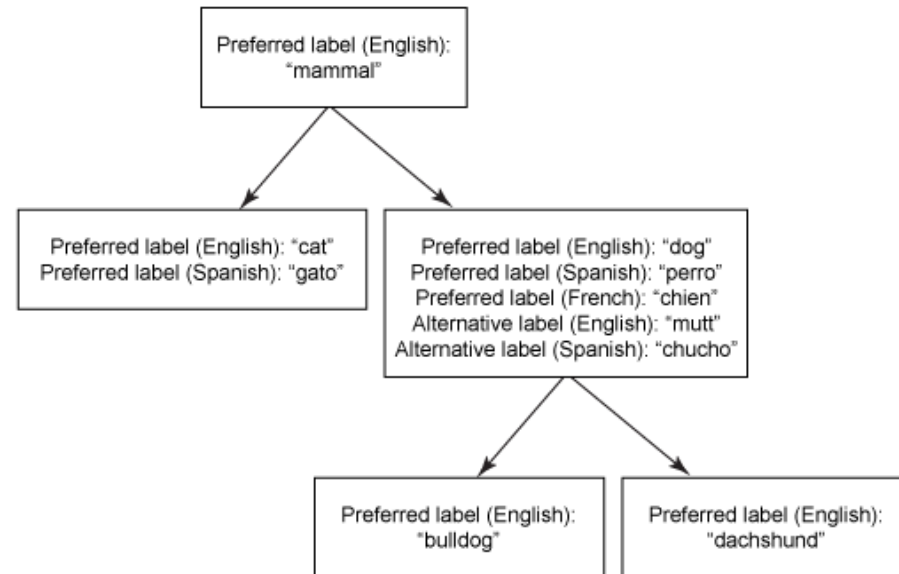 Preferred label (English):
“mammal”
Preferred label (English): “cat”
Preferred label (Spanish): “gato”
Preferred label (English): “dog”
Preferred label (Spanish): “perro”
Preferred label (French): “chien”
Alternative label (English): “mutt”
Alternative label (Spanish): “chucho”
Preferred label (English):
“bulldog”
Preferred label (English):
“dachshund”